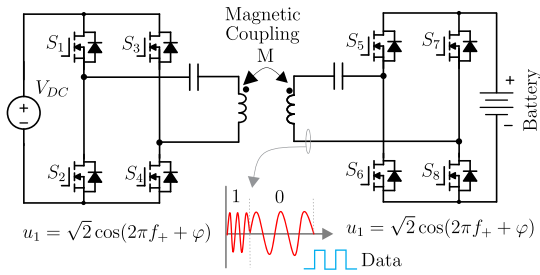 Magnetic
Coupling
M
S₁
S₃
S₅
S₇
V_DC
+
−
+
−
Battery
S₂
S₄
S₆
S₈
1 0
u₁ = √2 cos(2πf₊ + φ)
u₁ = √2 cos(2πf₊ + φ)
Data